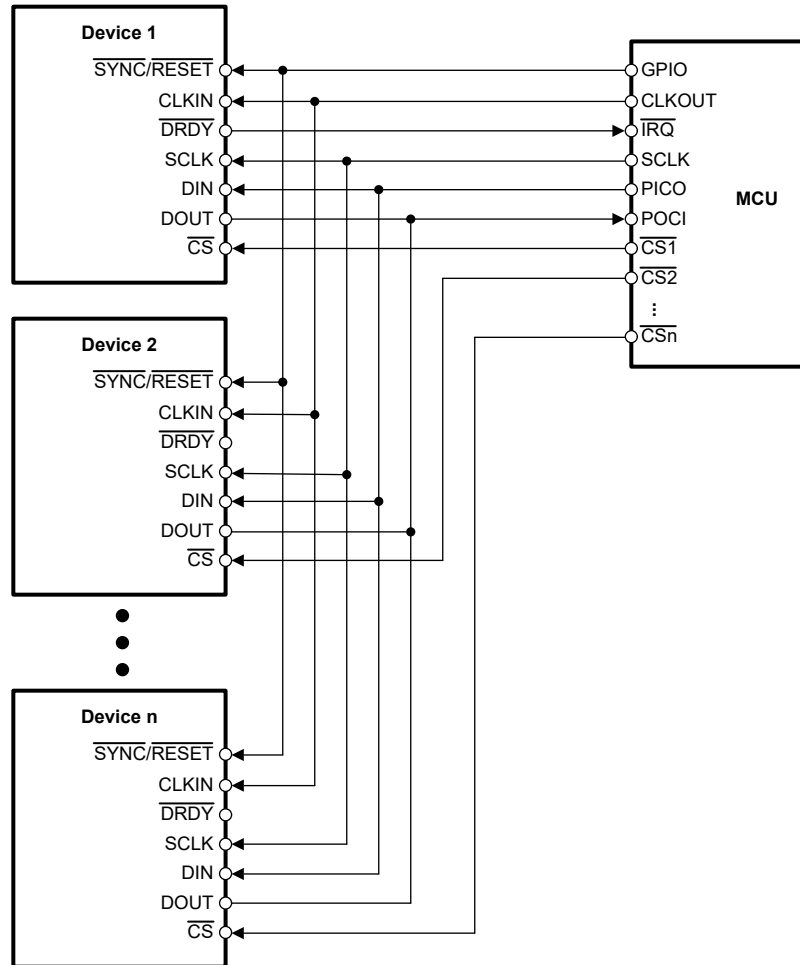 Device 1
SYNC/RESET
CLKIN
DRDY
SCLK
DIN
DOUT
CS
GPIO
CLKOUT
IRQ
SCLK
PICO
POCI
CS1
CS2
...
CSn
MCU
Device 2
SYNC/RESET
CLKIN
DRDY
SCLK
DIN
DOUT
CS
Device n
SYNC/RESET
CLKIN
DRDY
SCLK
DIN
DOUT
CS